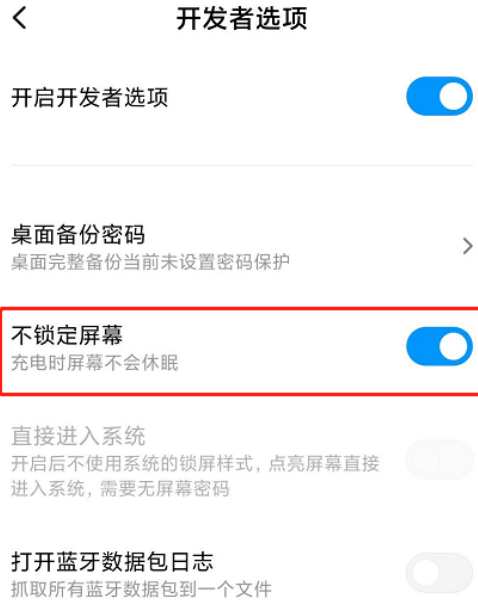 开发者选项
开启开发者选项
桌面备份密码
桌面完整备份当前未设置密码保护
不锁定屏幕
充电时屏幕不会休眠
直接进入系统
开启后不使用系统的锁屏样式，点亮屏幕直接
进入系统，需要无屏幕密码
打开蓝牙数据包日志
抓取所有蓝牙数据包到一个文件